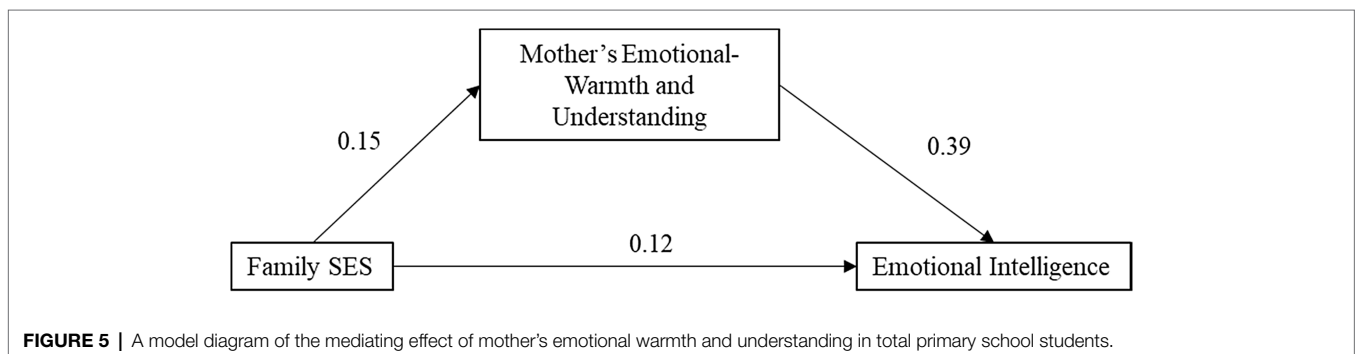 Mother's Emotional-
Warmth and
Understanding
0.15
0.39
0.12
Family SES
Emotional Intelligence
FIGURE 5 | A model diagram of the mediating effect of mother's emotional warmth and understanding in total primary school students.